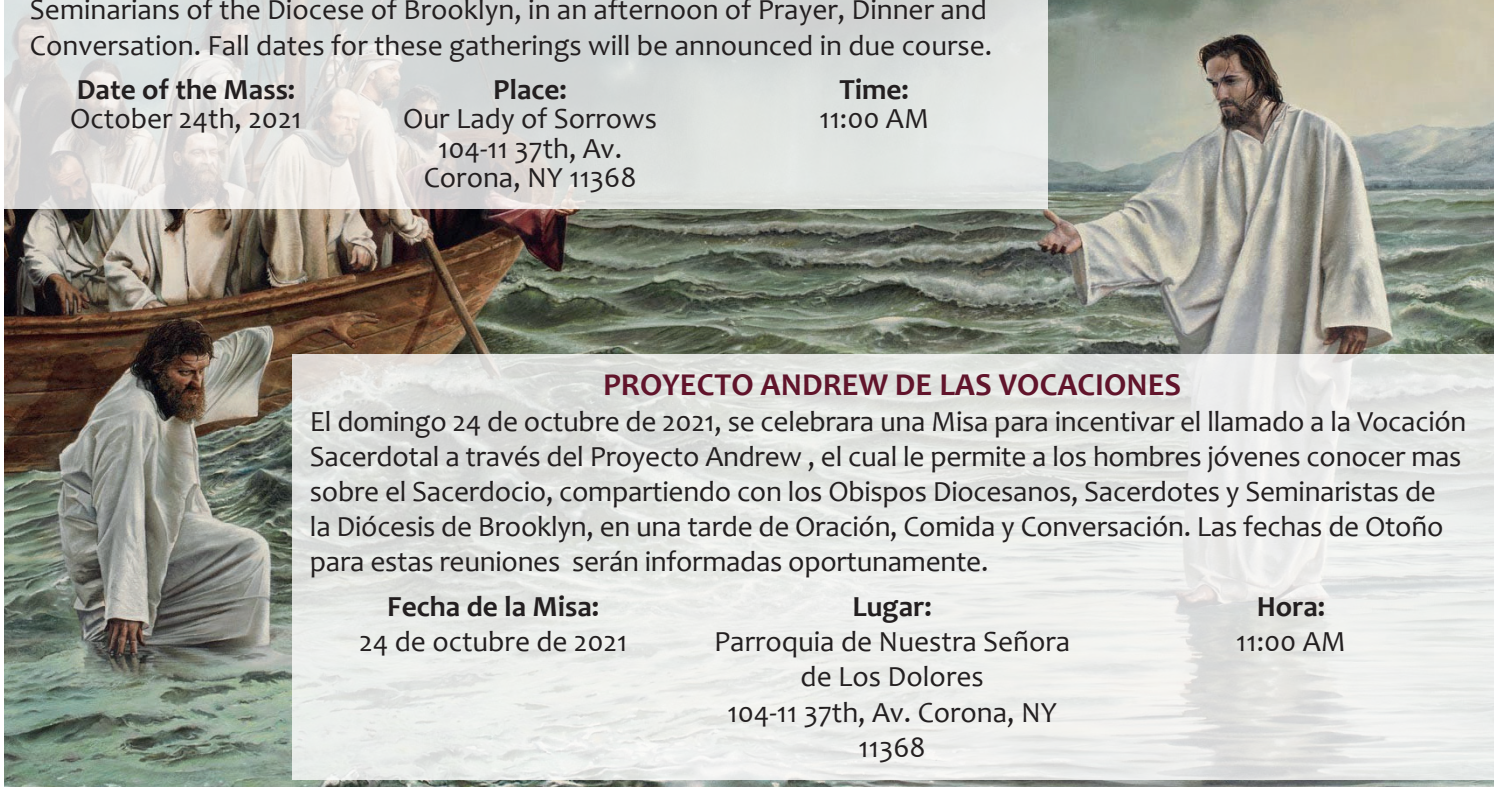 Seminarians of the Diocese of Brooklyn, in an afternoon of Prayer, Dinner and
Conversation. Fall dates for these gatherings will be announced in due course.
Date of the Mass:
October 24th, 2021
Place:
Our Lady of Sorrows
104-11 37th, Av.
Corona, NY 11368
Time:
11:00 AM
PROYECTO ANDREW DE LAS VOCACIONES
El domingo 24 de octubre de 2021, se celebrara una Misa para incentivar el llamado a la Vocación
Sacerdotal a través del Proyecto Andrew , el cual le permite a los hombres jóvenes conocer mas
sobre el Sacerdocio, compartiendo con los Obispos Diocesanos, Sacerdotes y Seminaristas de
la Diócesis de Brooklyn, en una tarde de Oración, Comida y Conversación. Las fechas de Otoño
para estas reuniones  serán informadas oportunamente.
Fecha de la Misa:
24 de octubre de 2021
Lugar:
Parroquia de Nuestra Señora
de Los Dolores
104-11 37th, Av. Corona, NY
11368
Hora:
11:00 AM